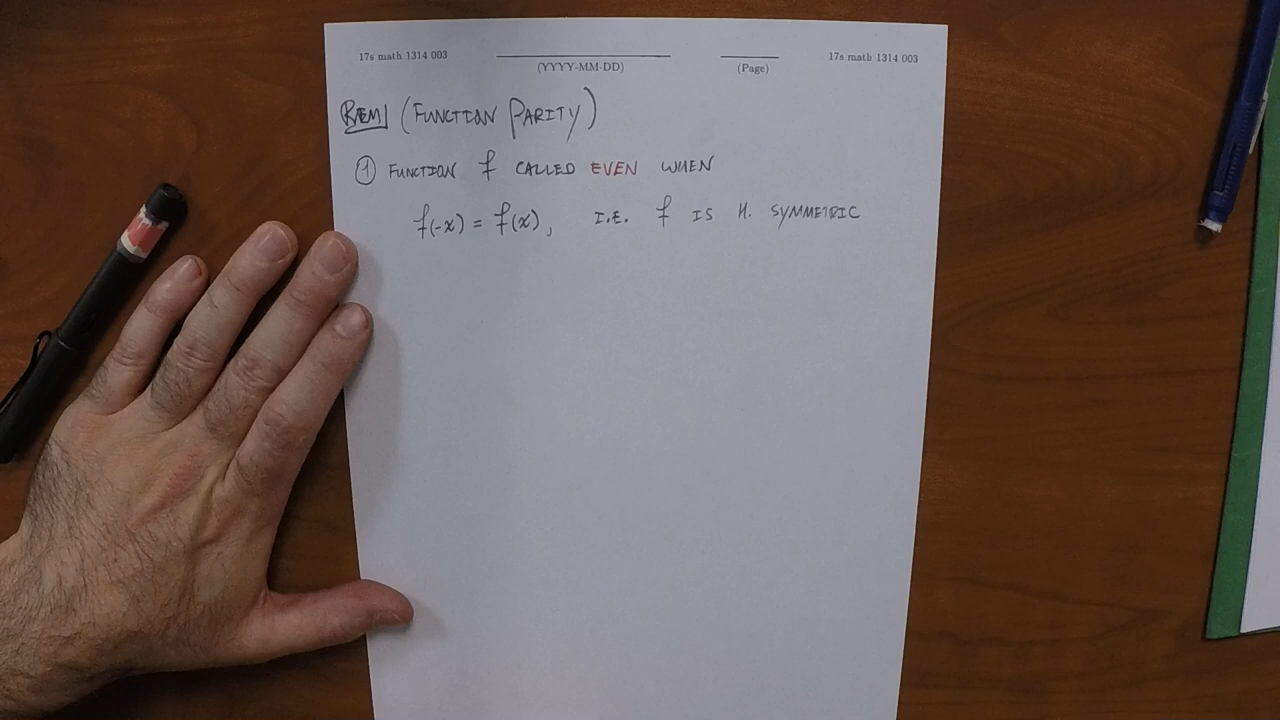 17s math 1314 003 (YYYY-MM-DD) (Page) 17s math 1314 003
REM (FUNCTION PARITY)
① FUNCTION f CALLED EVEN WHEN
f(-x) = f(x), I.E. f IS H. SYMMETRIC